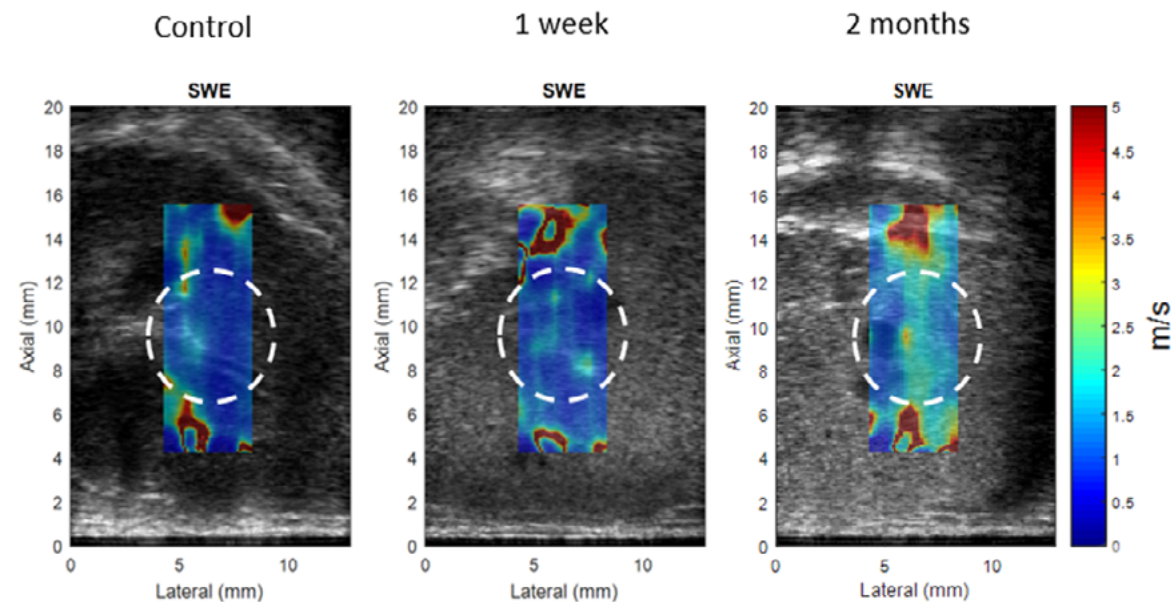 Control 1 week 2 months
SWE SWE SWE
20 20 20 5
18 18 18 4.5
16 16 16 4
14 14 14 3.5
12 12 12 3
10 10 10 2.5
8 8 8 2
6 6 6 1.5
4 4 4 1
2 2 2 0.5
0 0 0 0
Axial (mm) Axial (mm) Axial (mm) m/s
0 5 10 0 5 10 0 5 10
Lateral (mm) Lateral (mm) Lateral (mm)